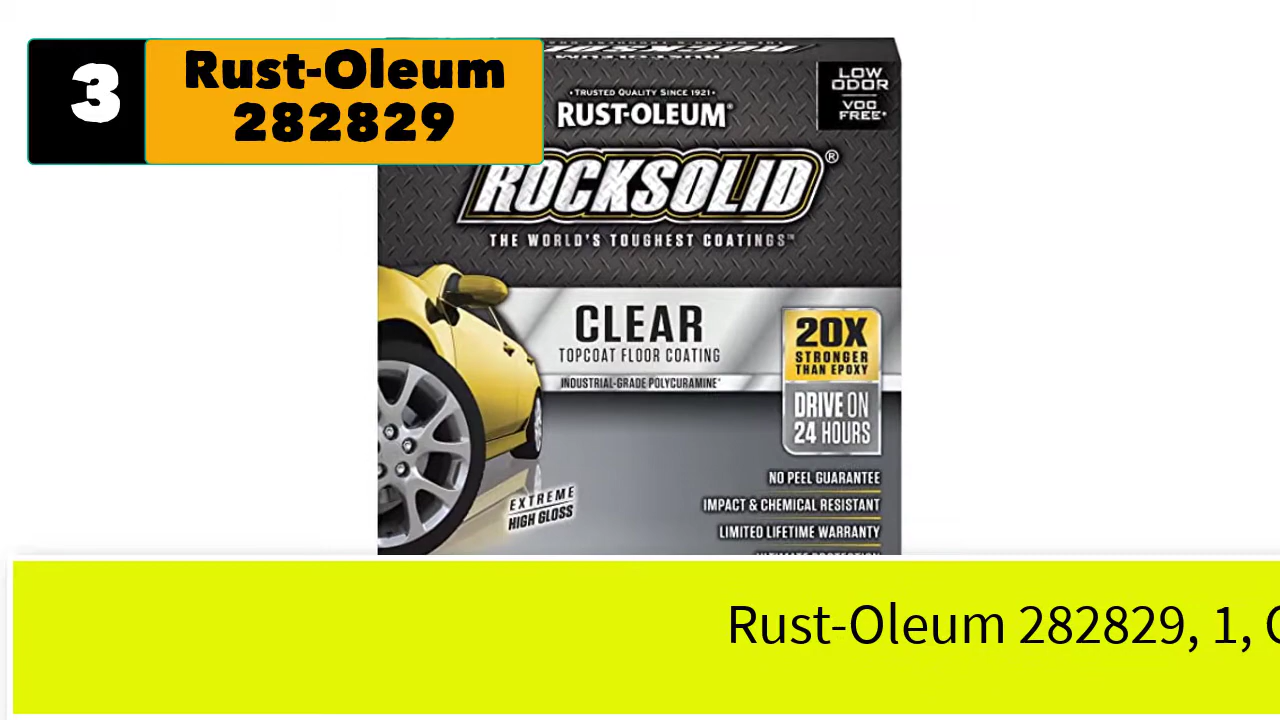 3
Rust-Oleum
282829
LOW
ODOR
VOC
FREE*
• TRUSTED QUALITY SINCE 1921 •
RUST-OLEUM®
ROCKSOLID®
THE WORLD'S TOUGHEST COATINGS™
CLEAR
TOPCOAT FLOOR COATING
INDUSTRIAL-GRADE POLYCURAMINE®
20X
STRONGER
THAN EPOXY
DRIVE ON
24 HOURS
NO PEEL GUARANTEE
IMPACT & CHEMICAL RESISTANT
LIMITED LIFETIME WARRANTY
EXTREME
HIGH GLOSS
Rust-Oleum 282829, 1,